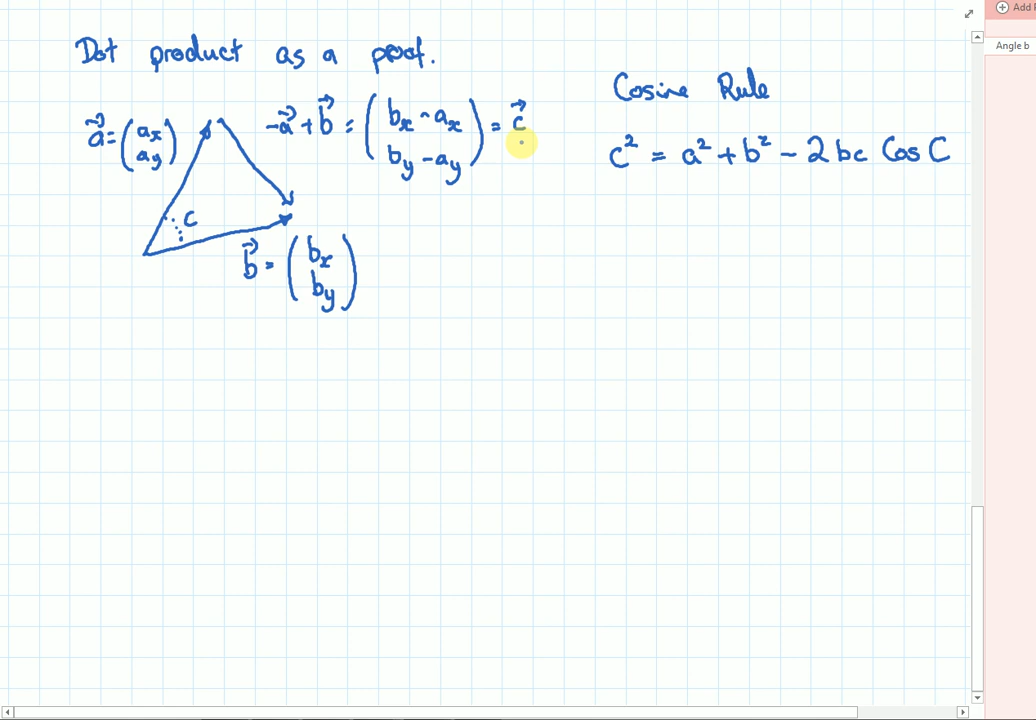 Dot product as a proof.
Cosine Rule
a⃗ = (ax ay)
-a⃗ + b⃗ = (bx - ax by - ay) = c⃗
c² = a² + b² - 2bc Cos C
C
b⃗ = (bx by)
Angle b